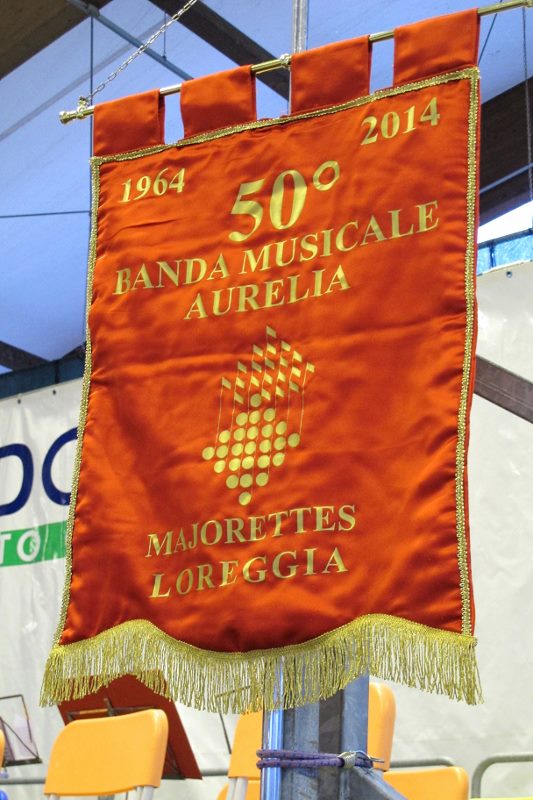 1964 2014
50°
BANDA MUSICALE
AURELIA
MAJORETTES
LOREGGIA